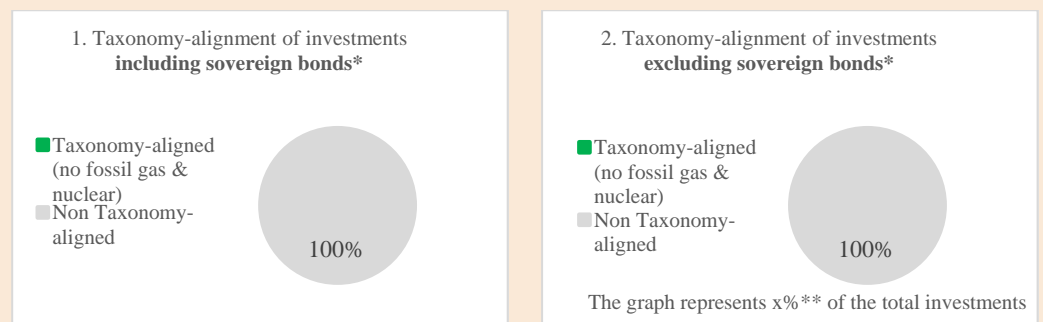 1. Taxonomy-alignment of investments
including sovereign bonds*
Taxonomy-aligned
(no fossil gas &
nuclear)
Non Taxonomy-
aligned
100%
2. Taxonomy-alignment of investments
excluding sovereign bonds*
Taxonomy-aligned
(no fossil gas &
nuclear)
Non Taxonomy-
aligned
100%
The graph represents x%** of the total investments